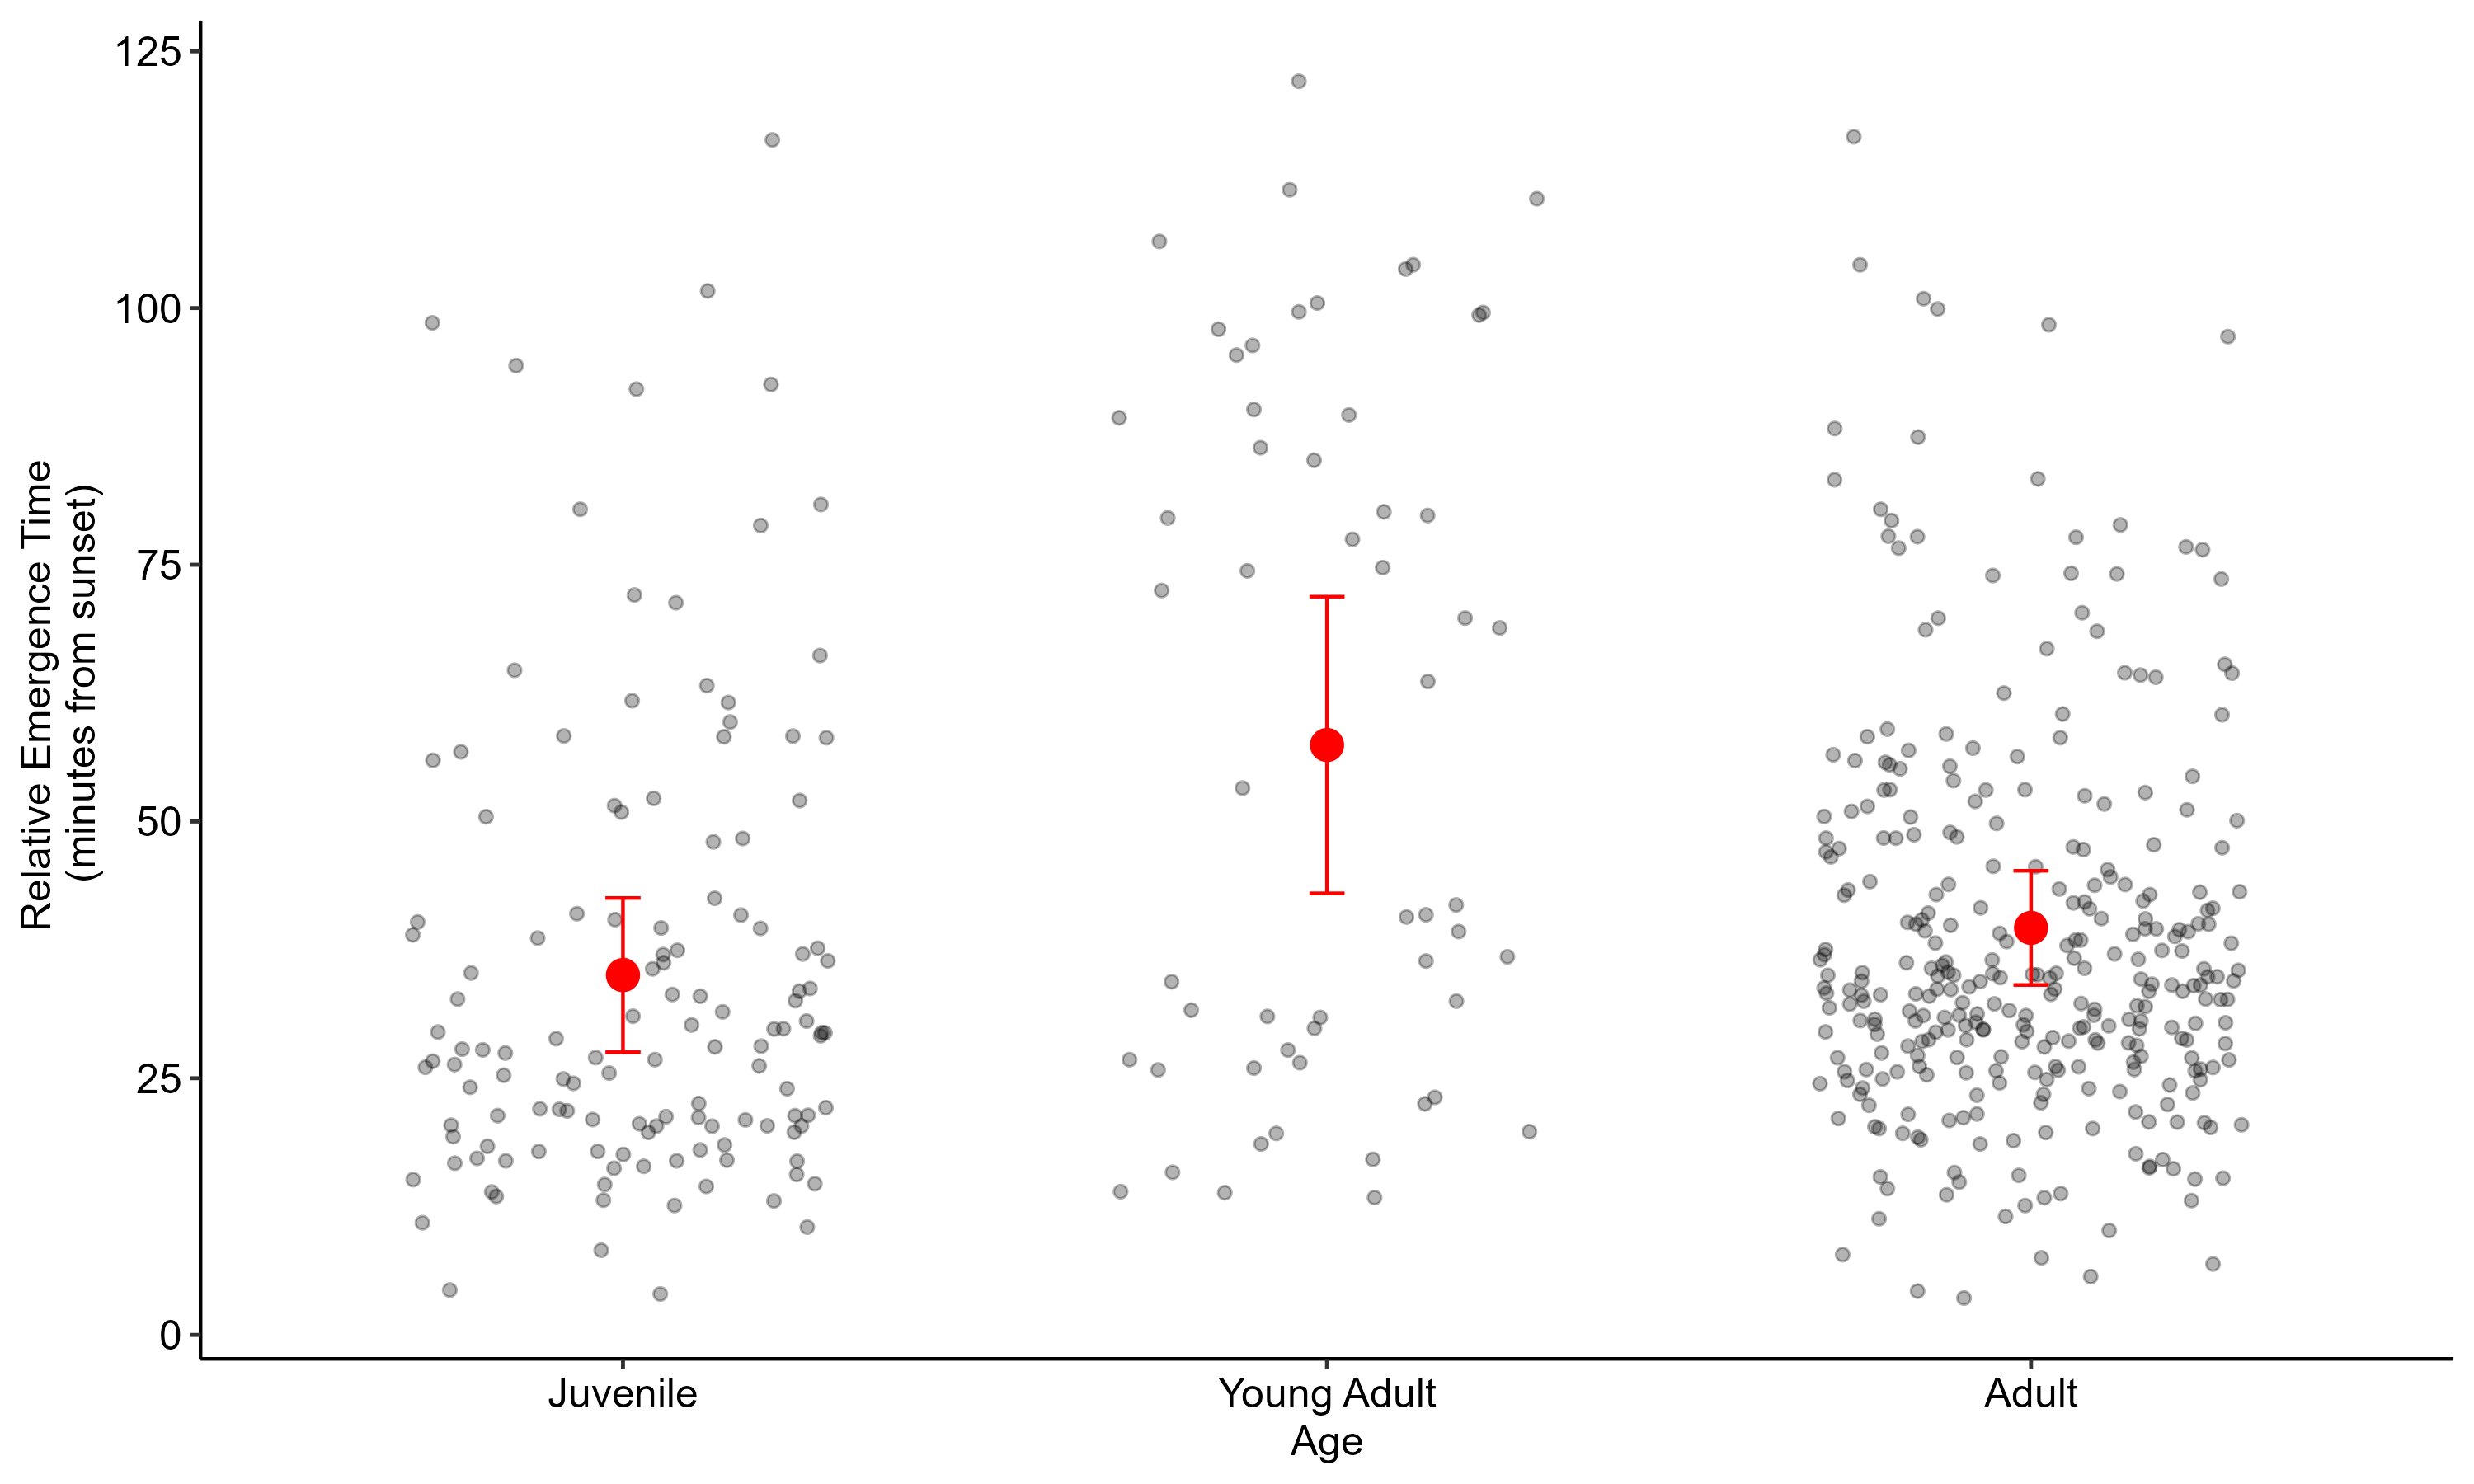 Relative Emergence Time
(minutes from sunset)
125
100
75
50
25
0
Juvenile
Young Adult
Adult
Age